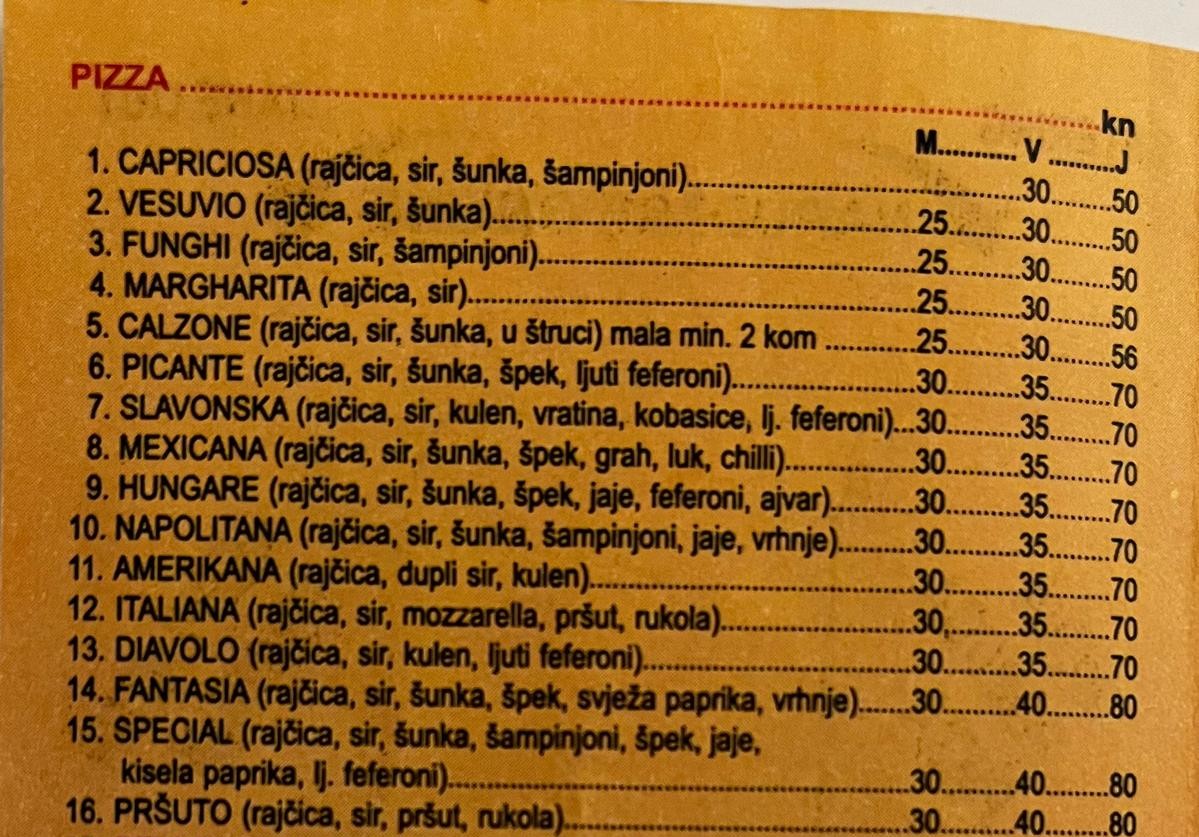 PIZZA ........................kn
M........... V ..........J
1. CAPRICIOSA (rajčica, sir, šunka, šampinjoni)........................30.........50
2. VESUVIO (rajčica, sir, šunka)........................25..........30.........50
3. FUNGHI (rajčica, sir, šampinjoni)........................25..........30.........50
4. MARGHARITA (rajčica, sir)........................25..........30.........50
5. CALZONE (rajčica, sir, šunka, u štruci) mala min. 2 kom ............25..........30.........56
6. PICANTE (rajčica, sir, šunka, špek, ljuti feferoni)........................30..........35.........70
7. SLAVONSKA (rajčica, sir, kulen, vratina, kobasice, lj. feferoni)...30..........35.........70
8. MEXICANA (rajčica, sir, šunka, špek, grah, luk, chilli)................30..........35.........70
9. HUNGARE (rajčica, sir, šunka, špek, jaje, feferoni, ajvar)...........30..........35.........70
10. NAPOLITANA (rajčica, sir, šunka, šampinjoni, jaje, vrhnje)..........30..........35.........70
11. AMERIKANA (rajčica, dupli sir, kulen)........................30..........35.........70
12. ITALIANA (rajčica, sir, mozzarella, pršut, rukola)........................30..........35.........70
13. DIAVOLO (rajčica, sir, kulen, ljuti feferoni)........................30..........35.........70
14. FANTASIA (rajčica, sir, šunka, špek, svježa paprika, vrhnje).......30..........40.........80
15. SPECIAL (rajčica, sir, šunka, šampinjoni, špek, jaje,
kisela paprika, lj. feferoni)........................30..........40.........80
16. PRŠUTO (rajčica, sir, pršut, rukola)........................30..........40.........80